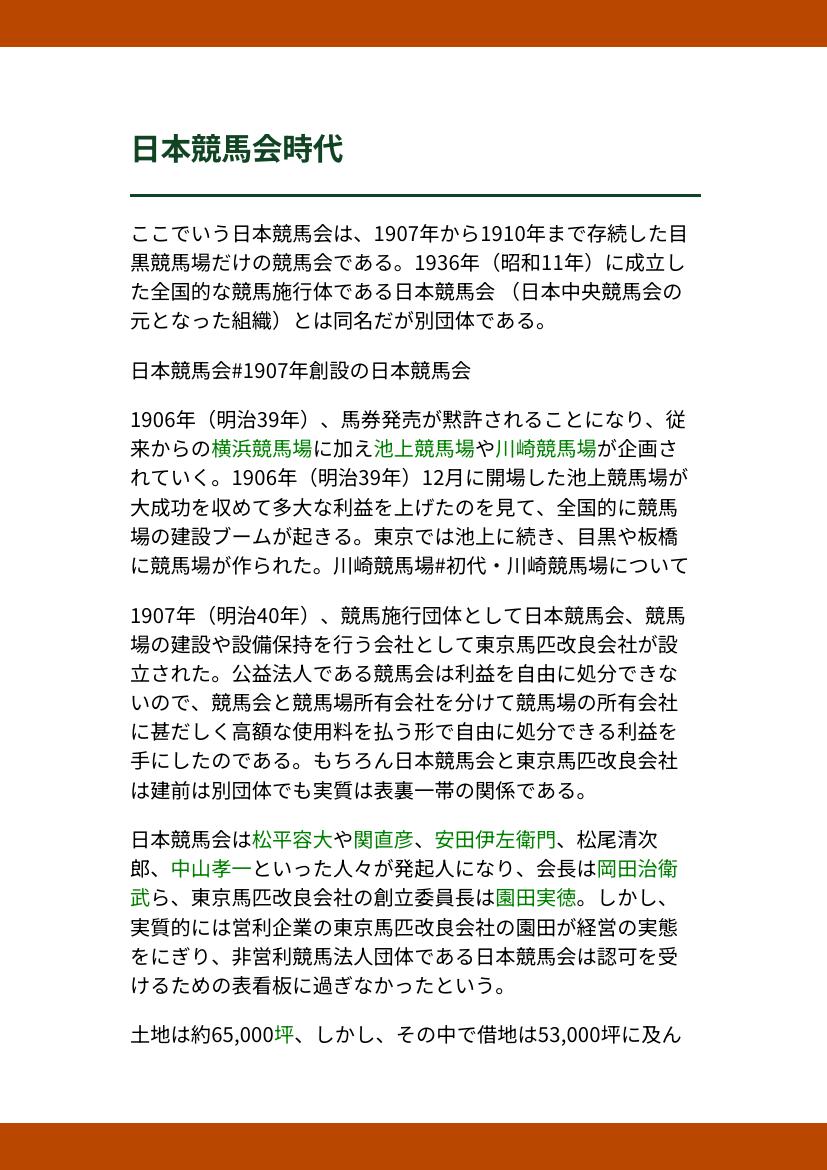 日本競馬会時代
ここでいう日本競馬会は、1907年から1910年まで存続した目
黒競馬場だけの競馬会である。1936年（昭和11年）に成立し
た全国的な競馬施行体である日本競馬会 （日本中央競馬会の
元となった組織）とは同名だが別団体である。
日本競馬会#1907年創設の日本競馬会
1906年（明治39年）、馬券発売が黙許されることになり、従
来からの横浜競馬場に加え池上競馬場や川崎競馬場が企画さ
れていく。1906年（明治39年）12月に開場した池上競馬場が
大成功を収めて多大な利益を上げたのを見て、全国的に競馬
場の建設ブームが起きる。東京では池上に続き、目黒や板橋
に競馬場が作られた。川崎競馬場#初代・川崎競馬場について
1907年（明治40年）、競馬施行団体として日本競馬会、競馬
場の建設や設備保持を行う会社として東京馬匹改良会社が設
立された。公益法人である競馬会は利益を自由に処分できな
いので、競馬会と競馬場所有会社を分けて競馬場の所有会社
に甚だしく高額な使用料を払う形で自由に処分できる利益を
手にしたのである。もちろん日本競馬会と東京馬匹改良会社
は建前は別団体でも実質は表裏一帯の関係である。
日本競馬会は松平容大や関直彦、安田伊左衛門、松尾清次
郎、中山孝一といった人々が発起人になり、会長は岡田治衛
武ら、東京馬匹改良会社の創立委員長は園田実徳。しかし、
実質的には営利企業の東京馬匹改良会社の園田が経営の実態
をにぎり、非営利競馬法人団体である日本競馬会は認可を受
けるための表看板に過ぎなかったという。
土地は約65,000坪、しかし、その中で借地は53,000坪に及ん